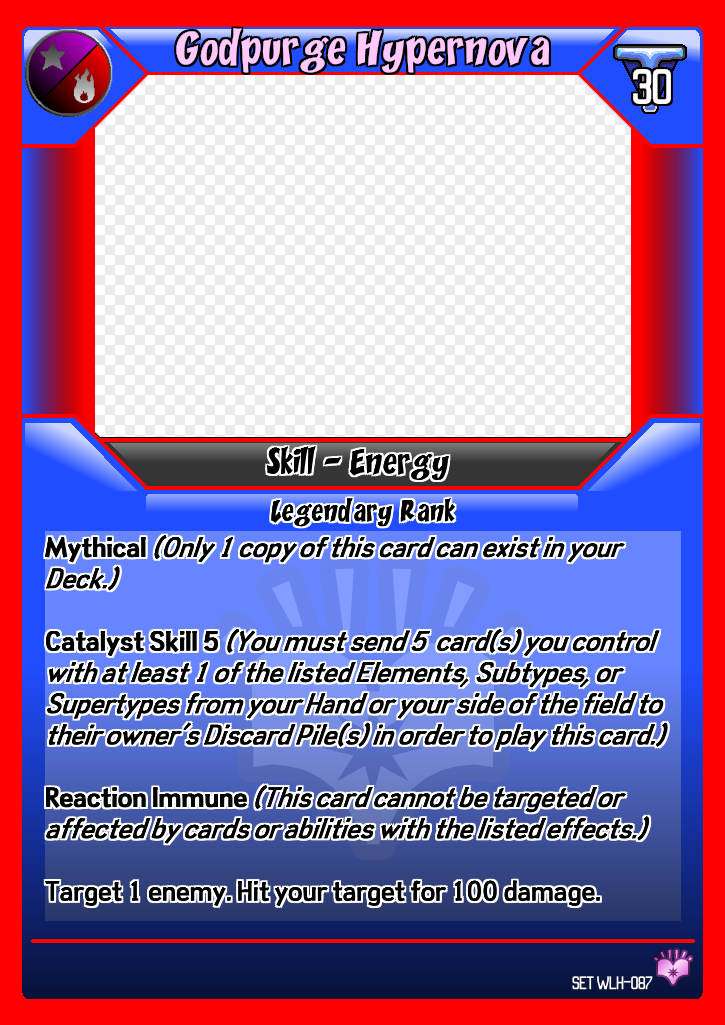 Godpurge Hypernova
30
Skill - Energy
Legendary Rank
Mythical (Only 1 copy of this card can exist in your
Deck.)
Catalyst Skill 5 (You must send 5 card(s) you control
with at least 1 of the listed Elements, Subtypes, or
Supertypes from your Hand or your side of the field to
their owner's Discard Pile(s) in order to play this card.)
Reaction Immune (This card cannot be targeted or
affected by cards or abilities with the listed effects.)
Target 1 enemy. Hit your target for 100 damage.
SET WLH-087